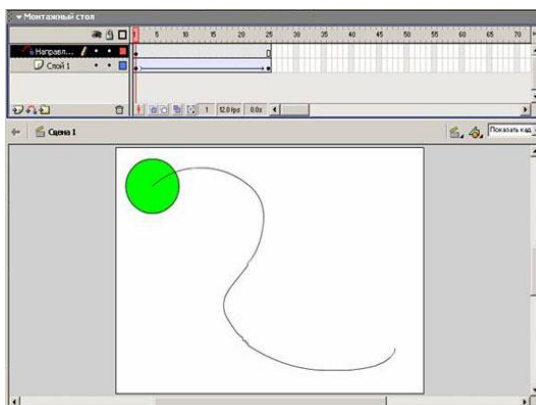 Монтажный стол
1 5 10 15 20 25 30 35 40 45 50 55 60 65 70
Направл...
Слой 1
1 12.0 fps 0.0s
Сцена 1
Показать кад